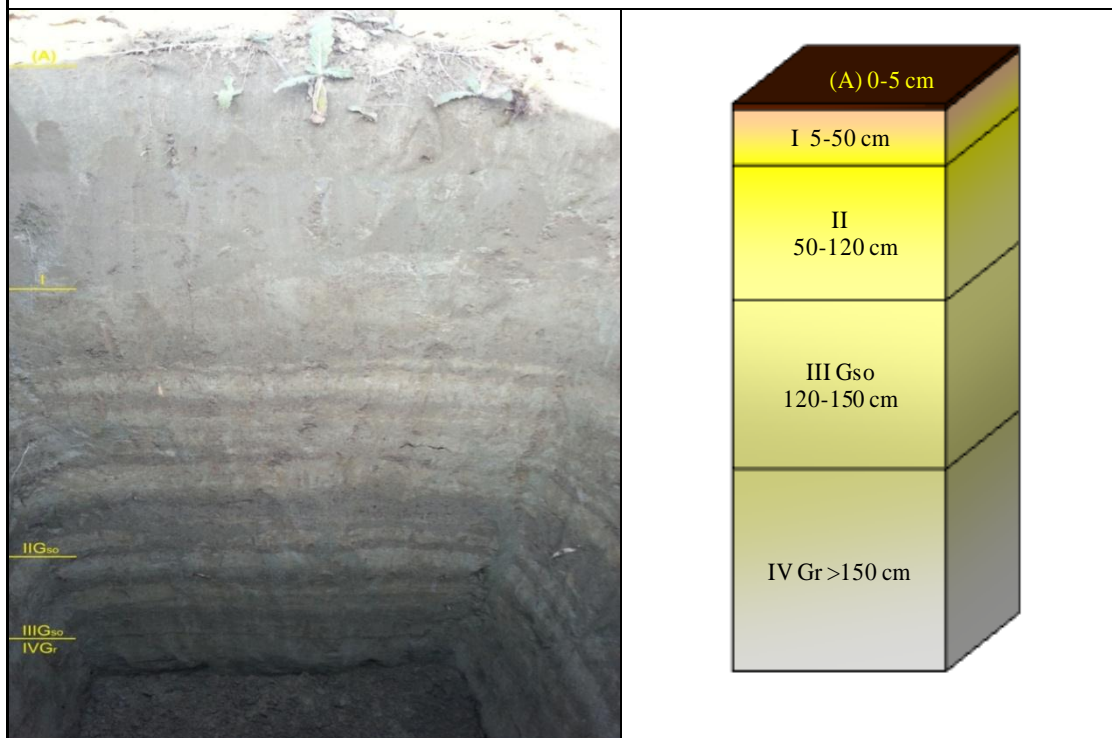 (A)
I
IIGso
IIIGso
IVGr
(A) 0-5 cm
I 5-50 cm
II
50-120 cm
III Gso
120-150 cm
IV Gr >150 cm